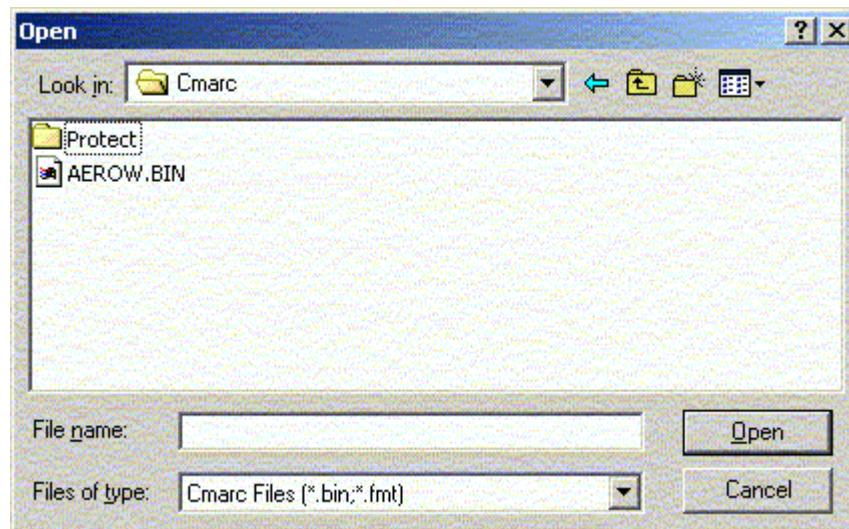 Open
Look in: Cmarc
Protect
AEROW.BIN
File name: Open
Files of type: Cmarc Files (*.bin;*.fmt) Cancel